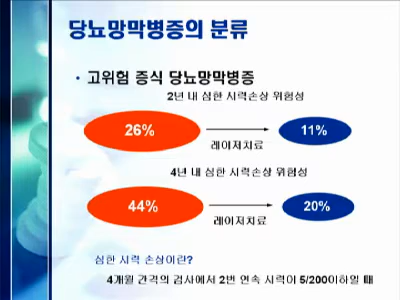 당뇨망막병증의 분류
• 고위험 증식 당뇨망막병증
2년 내 심한 시력손상 위험성
26%
11%
레이저치료
4년 내 심한 시력손상 위험성
44%
20%
레이저치료
심한 시력 손상이란?
4개월 간격의 검사에서 2번 연속 시력이 5/200이하일 때